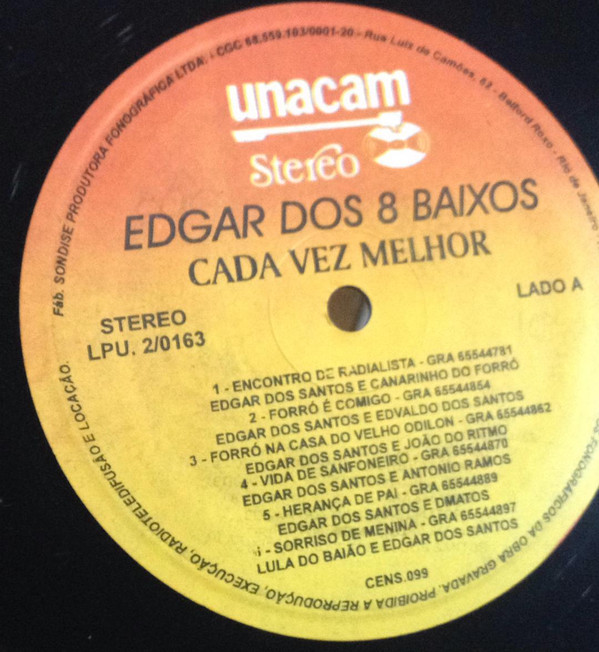 unacam
Stereo
EDGAR DOS 8 BAIXOS
CADA VEZ MELHOR
STEREO
LPU. 2/0163
LADO A
1 - ENCONTRO DE RADIALISTA - GRA 65544781
EDGAR DOS SANTOS E CANARINHO DO FORRÓ
2 - FORRÓ É COMIGO - GRA 65544854
EDGAR DOS SANTOS E EDVALDO DOS SANTOS
3 - FORRÓ NA CASA DO VELHO ODILON - GRA 65544862
EDGAR DOS SANTOS E JOÃO DO RITMO
4 - VIDA DE SANFONEIRO - GRA 65544870
EDGAR DOS SANTOS E ANTONIO RAMOS
5 - HERANÇA DE PAI - GRA 65544889
EDGAR DOS SANTOS E DMATOS
- SORRISO DE MENINA - GRA 65544897
LULA DO BAIÃO E EDGAR DOS SANTOS
CENS.099
Fáb. SONDISE PRODUTORA FONOGRÁFICA LTDA. - CGC 68.559.103/0001-20 - Rua Luiz de Camões, 82 - Belford Roxo - Rio de Janeiro
FONOGRÁFICOS DA OBRA GRAVADA. PROIBIDA A REPRODUÇÃO, EXECUÇÃO, RADIOTELEDIFUSÃO E LOCAÇÃO.